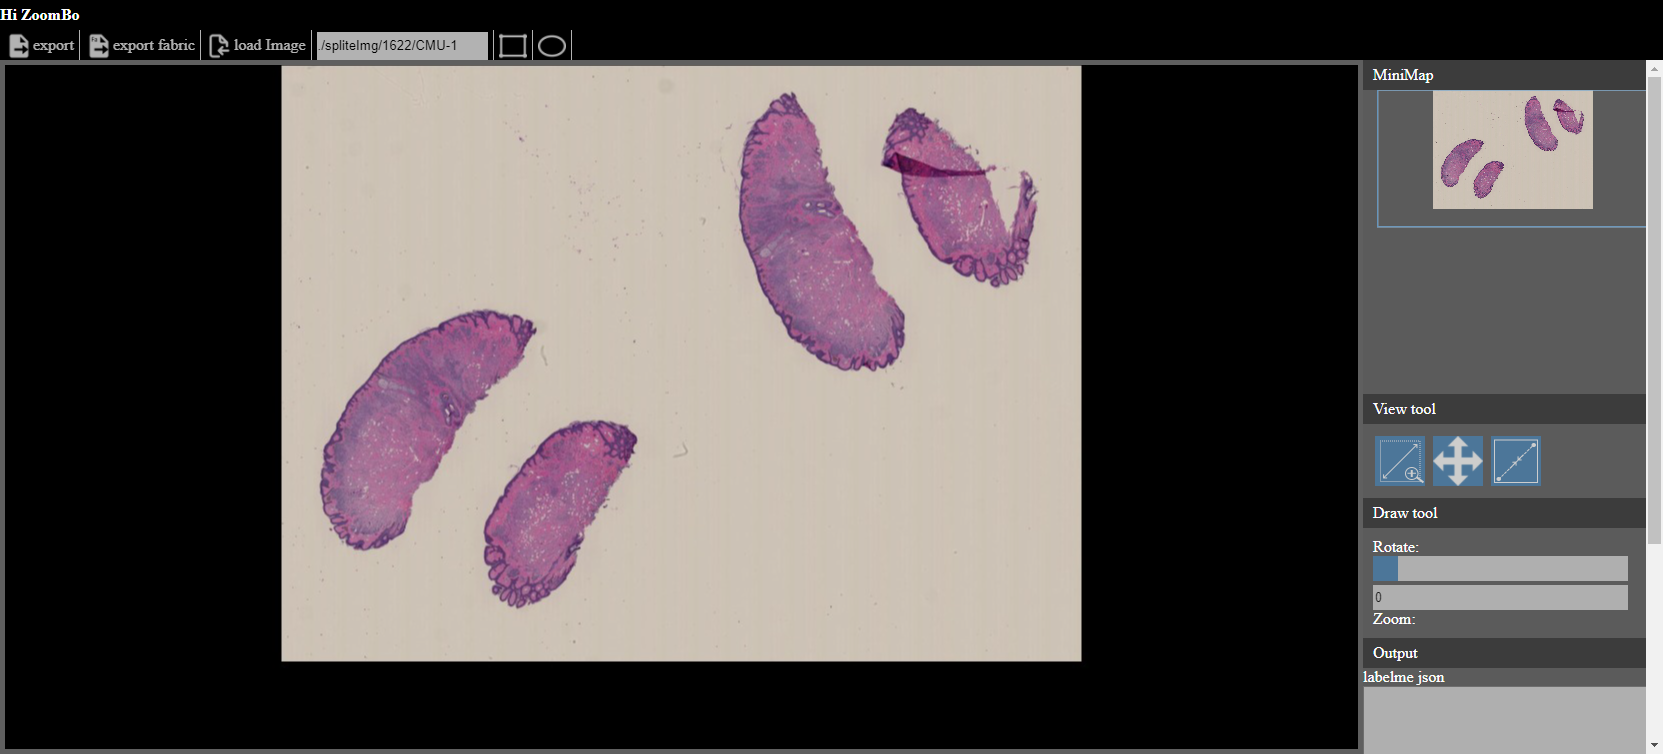 Hi ZoomBo
export
export fabric
load Image
./spliteImg/1622/CMU-1
MiniMap
View tool
Draw tool
Rotate:
0
Zoom:
Output
labelme json